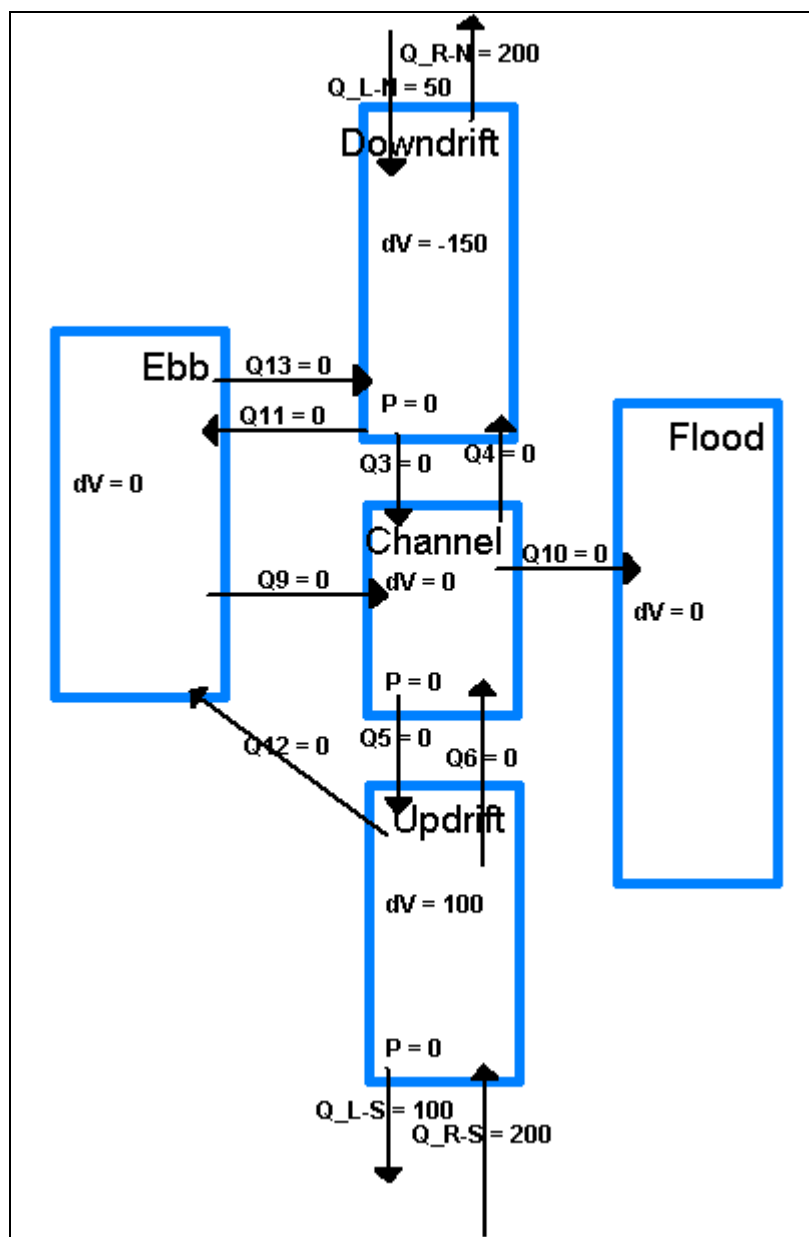 Q_R-N = 200
Q_L-N = 50
Downdrift
dV = -150
Ebb
Q13 = 0
P = 0
Q11 = 0
Flood
Q3 = 0
Q4 = 0
dV = 0
Channel
Q10 = 0
Q9 = 0
dV = 0
dV = 0
P = 0
Q12 = 0
Q5 = 0
Q6 = 0
Updrift
dV = 100
P = 0
Q_L-S = 100
Q_R-S = 200